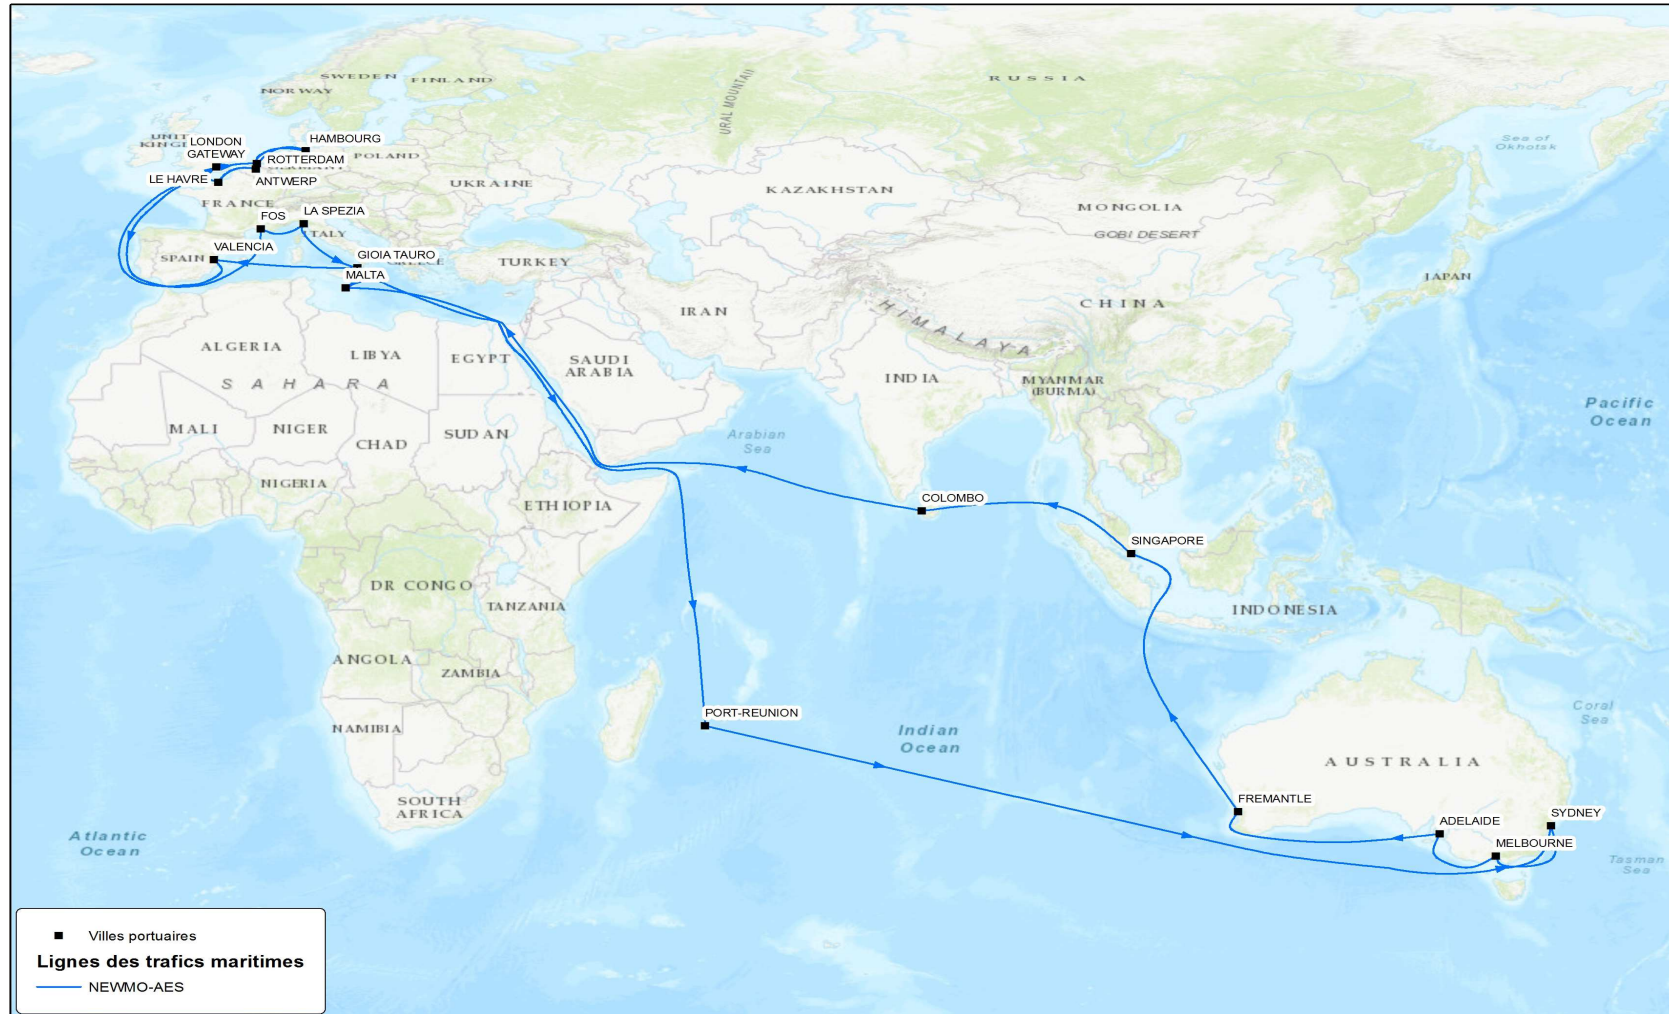 SWEDEN
FINLAND
NORWAY
RUSSIA
URAL MOUNTAIN
Sea of
Okhotsk
UNIT
KING
LONDON
GATEWAY
HAMBOURG
ROTTERDAM
POLAND
LE HAVRE
ANTWERP
UKRAINE
KAZAKHSTAN
MONGOLIA
GOBI DESERT
FRANCE
FOS
LA SPEZIA
ITALY
VALENCIA
SPAIN
GIOIA TAURO
MALTA
TURKEY
JAPAN
IRAN
CHINA
HIMALAYA
ALGERIA
LIBYA
EGYPT
SAUDI
ARABIA
SAHARA
INDIA
MYANMAR
(BURMA)
Pacific
Ocean
MALI
NIGER
CHAD
SUDAN
Arabian
Sea
NIGERIA
ETHIOPIA
COLOMBO
SINGAPORE
DR CONGO
TANZANIA
INDONESIA
ANGOLA
ZAMBIA
PORT-REUNION
NAMIBIA
Indian
Ocean
Coral
Sea
AUSTRALIA
SOUTH
AFRICA
FREMANTLE
ADELAIDE
SYDNEY
MELBOURNE
Atlantic
Ocean
Tasman
Sea
Villes portuaires
Lignes des trafics maritimes
NEWMO-AES